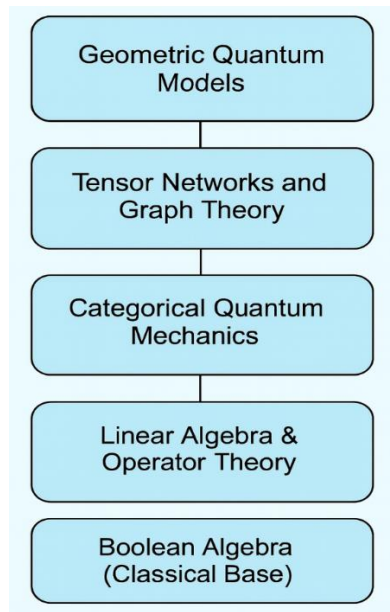 Geometric Quantum
Models
Tensor Networks and
Graph Theory
Categorical Quantum
Mechanics
Linear Algebra &
Operator Theory
Boolean Algebra
(Classical Base)